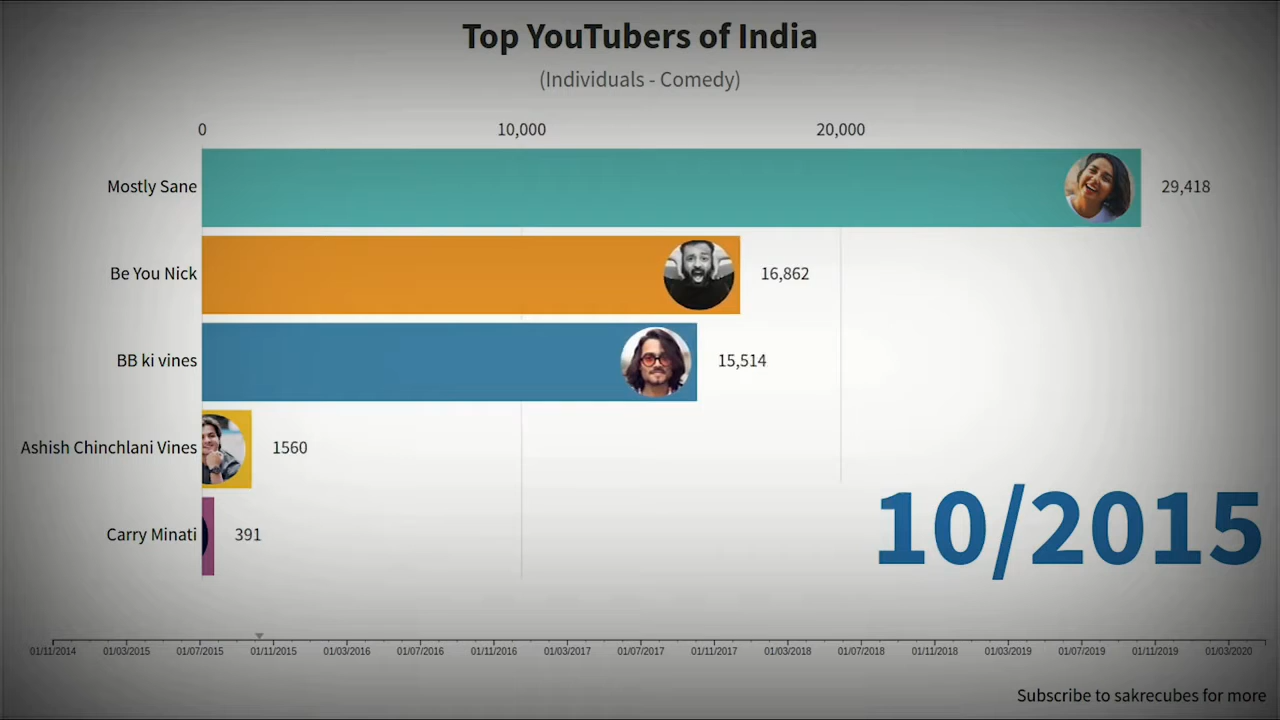 Top YouTubers of India
(Individuals - Comedy)
0 10,000 20,000
Mostly Sane 29,418
Be You Nick 16,862
BB ki vines 15,514
Ashish Chinchlani Vines 1560
Carry Minati 391
10/2015
01/11/2014 01/03/2015 01/07/2015 01/11/2015 01/03/2016 01/07/2016 01/11/2016 01/03/2017 01/07/2017 01/11/2017 01/03/2018 01/07/2018 01/11/2018 01/03/2019 01/07/2019 01/11/2019 01/03/2020
Subscribe to sakrecubes for more